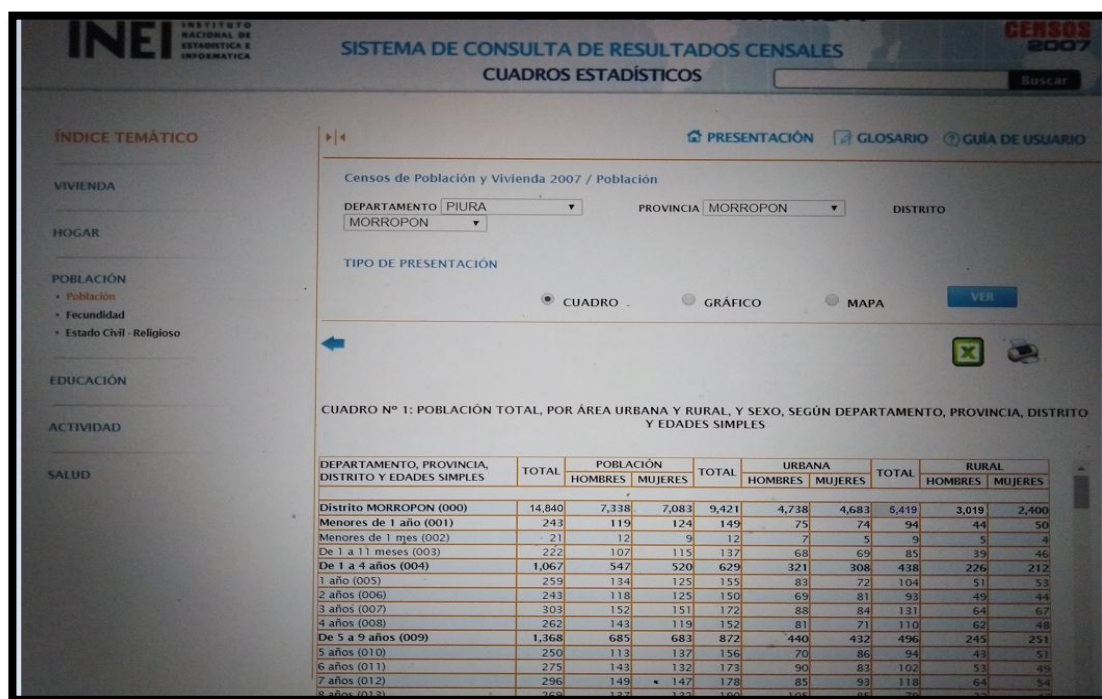 INEI
INSTITUTO
NACIONAL DE
ESTADISTICA E
INFORMATICA
SISTEMA DE CONSULTA DE RESULTADOS CENSALES
CUADROS ESTADÍSTICOS
CENSOS
2007
Buscar
ÍNDICE TEMÀTICO
PRESENTACIÓN GLOSARIO GUÍA DE USUARIO
VIVIENDA
HOGAR
POBLACIÓN
Población
Fecundidad
Estado Civil - Religioso
EDUCACIÓN
ACTIVIDAD
SALUD
Censos de Población y Vivienda 2007 / Población
DEPARTAMENTO PIURA PROVINCIA MORROPON DISTRITO
MORROPON
TIPO DE PRESENTACIÓN
CUADRO GRÁFICO MAPA VER
CUADRO Nº 1: POBLACIÓN TOTAL, POR ÁREA URBANA Y RURAL, Y SEXO, SEGÚN DEPARTAMENTO, PROVINCIA, DISTRITO
Y EDADES SIMPLES
DEPARTAMENTO, PROVINCIA, DISTRITO Y EDADES SIMPLES TOTAL POBLACIÓN TOTAL URBANA TOTAL RURAL
HOMBRES MUJERES HOMBRES MUJERES HOMBRES MUJERES
Distrito MORROPON (000) 14,840 7,338 7,083 9,421 4,738 4,683 5,419 3,019 2,400
Menores de 1 año (001) 243 119 124 149 75 74 94 44 50
Menores de 1 mes (002) 21 12 9 12 7 5 9 5 4
De 1 a 11 meses (003) 222 107 115 137 68 69 85 39 46
De 1 a 4 años (004) 1,067 547 520 629 321 308 438 226 212
1 año (005) 259 134 125 155 83 72 104 51 53
2 años (006) 243 118 125 150 69 81 93 49 44
3 años (007) 303 152 151 172 88 84 131 64 67
4 años (008) 262 143 119 152 81 71 110 62 48
De 5 a 9 años (009) 1,368 685 683 872 440 432 496 245 251
5 años (010) 250 113 137 156 70 86 94 43 51
6 años (011) 275 143 132 173 90 83 102 53 49
7 años (012) 296 149 147 178 85 93 118 64 54